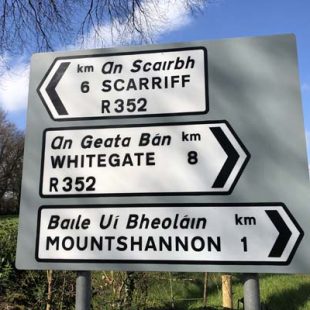 km An Scairbh
6 SCARRIFF
R352
An Geata Bán km
WHITEGATE 8
R352
Baile Uí Bheoláin km
MOUNTSHANNON 1